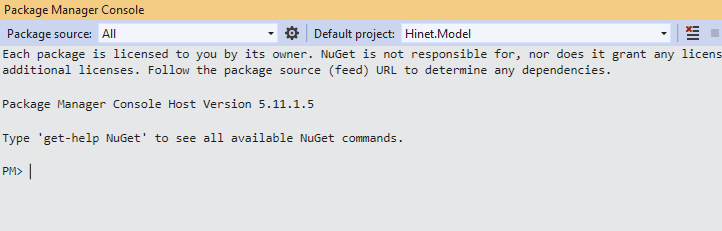 Package Manager Console
Package source: All Default project: Hinet.Model
Each package is licensed to you by its owner. NuGet is not responsible for, nor does it grant any
additional licenses. Follow the package source (feed) URL to determine any dependencies.
Package Manager Console Host Version 5.11.1.5
Type 'get-help NuGet' to see all available NuGet commands.
PM>